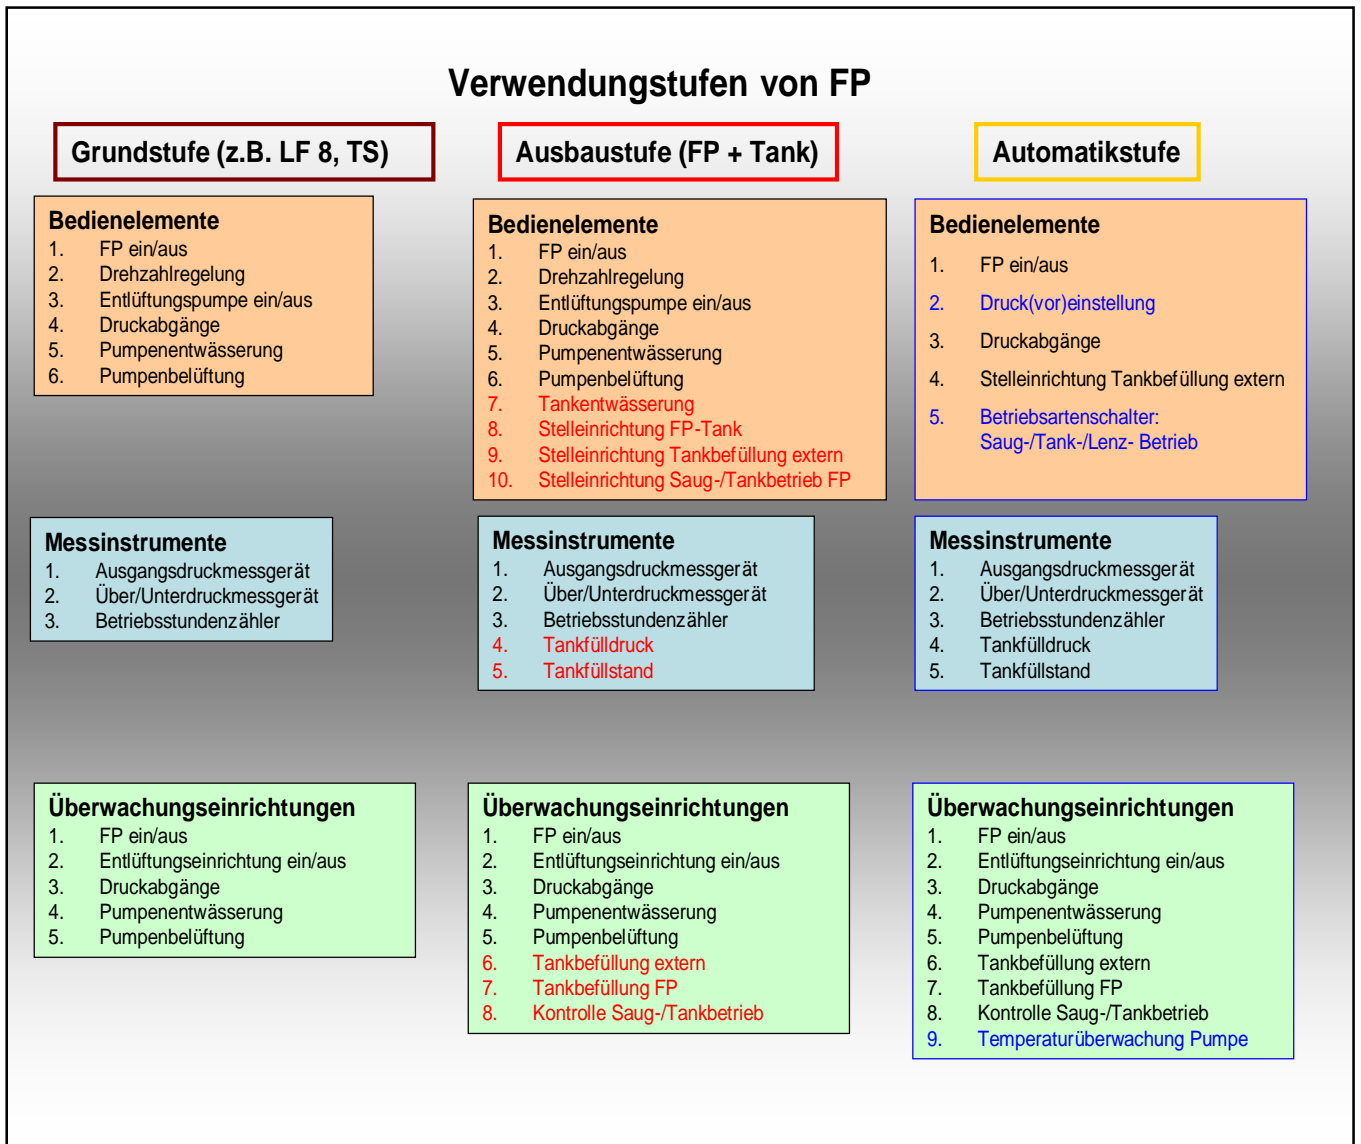 Verwendungstufen von FP
Grundstufe (z.B. LF 8, TS)
Bedienelemente
1. FP ein/aus
2. Drehzahlregelung
3. Entlüftungspumpe ein/aus
4. Druckabgänge
5. Pumpenentwässerung
6. Pumpenbelüftung
Messinstrumente
1. Ausgangsdruckmessgerät
2. Über/Unterdruckmessgerät
3. Betriebsstundenzähler
Überwachungseinrichtungen
1. FP ein/aus
2. Entlüftungseinrichtung ein/aus
3. Druckabgänge
4. Pumpenentwässerung
5. Pumpenbelüftung
Ausbaustufe (FP + Tank)
Bedienelemente
1. FP ein/aus
2. Drehzahlregelung
3. Entlüftungspumpe ein/aus
4. Druckabgänge
5. Pumpenentwässerung
6. Pumpenbelüftung
7. Tankentwässerung
8. Stelleinrichtung FP-Tank
9. Stelleinrichtung Tankbefüllung extern
10. Stelleinrichtung Saug-/Tankbetrieb FP
Messinstrumente
1. Ausgangsdruckmessgerät
2. Über/Unterdruckmessgerät
3. Betriebsstundenzähler
4. Tankfülldruck
5. Tankfüllstand
Überwachungseinrichtungen
1. FP ein/aus
2. Entlüftungseinrichtung ein/aus
3. Druckabgänge
4. Pumpenentwässerung
5. Pumpenbelüftung
6. Tankbefüllung extern
7. Tankbefüllung FP
8. Kontrolle Saug-/Tankbetrieb
Automatikstufe
Bedienelemente
1. FP ein/aus
2. Druck(vor)einstellung
3. Druckabgänge
4. Stelleinrichtung Tankbefüllung extern
5. Betriebsartenschalter:
Saug-/Tank-/Lenz- Betrieb
Messinstrumente
1. Ausgangsdruckmessgerät
2. Über/Unterdruckmessgerät
3. Betriebsstundenzähler
4. Tankfülldruck
5. Tankfüllstand
Überwachungseinrichtungen
1. FP ein/aus
2. Entlüftungseinrichtung ein/aus
3. Druckabgänge
4. Pumpenentwässerung
5. Pumpenbelüftung
6. Tankbefüllung extern
7. Tankbefüllung FP
8. Kontrolle Saug-/Tankbetrieb
9. Temperaturüberwachung Pumpe